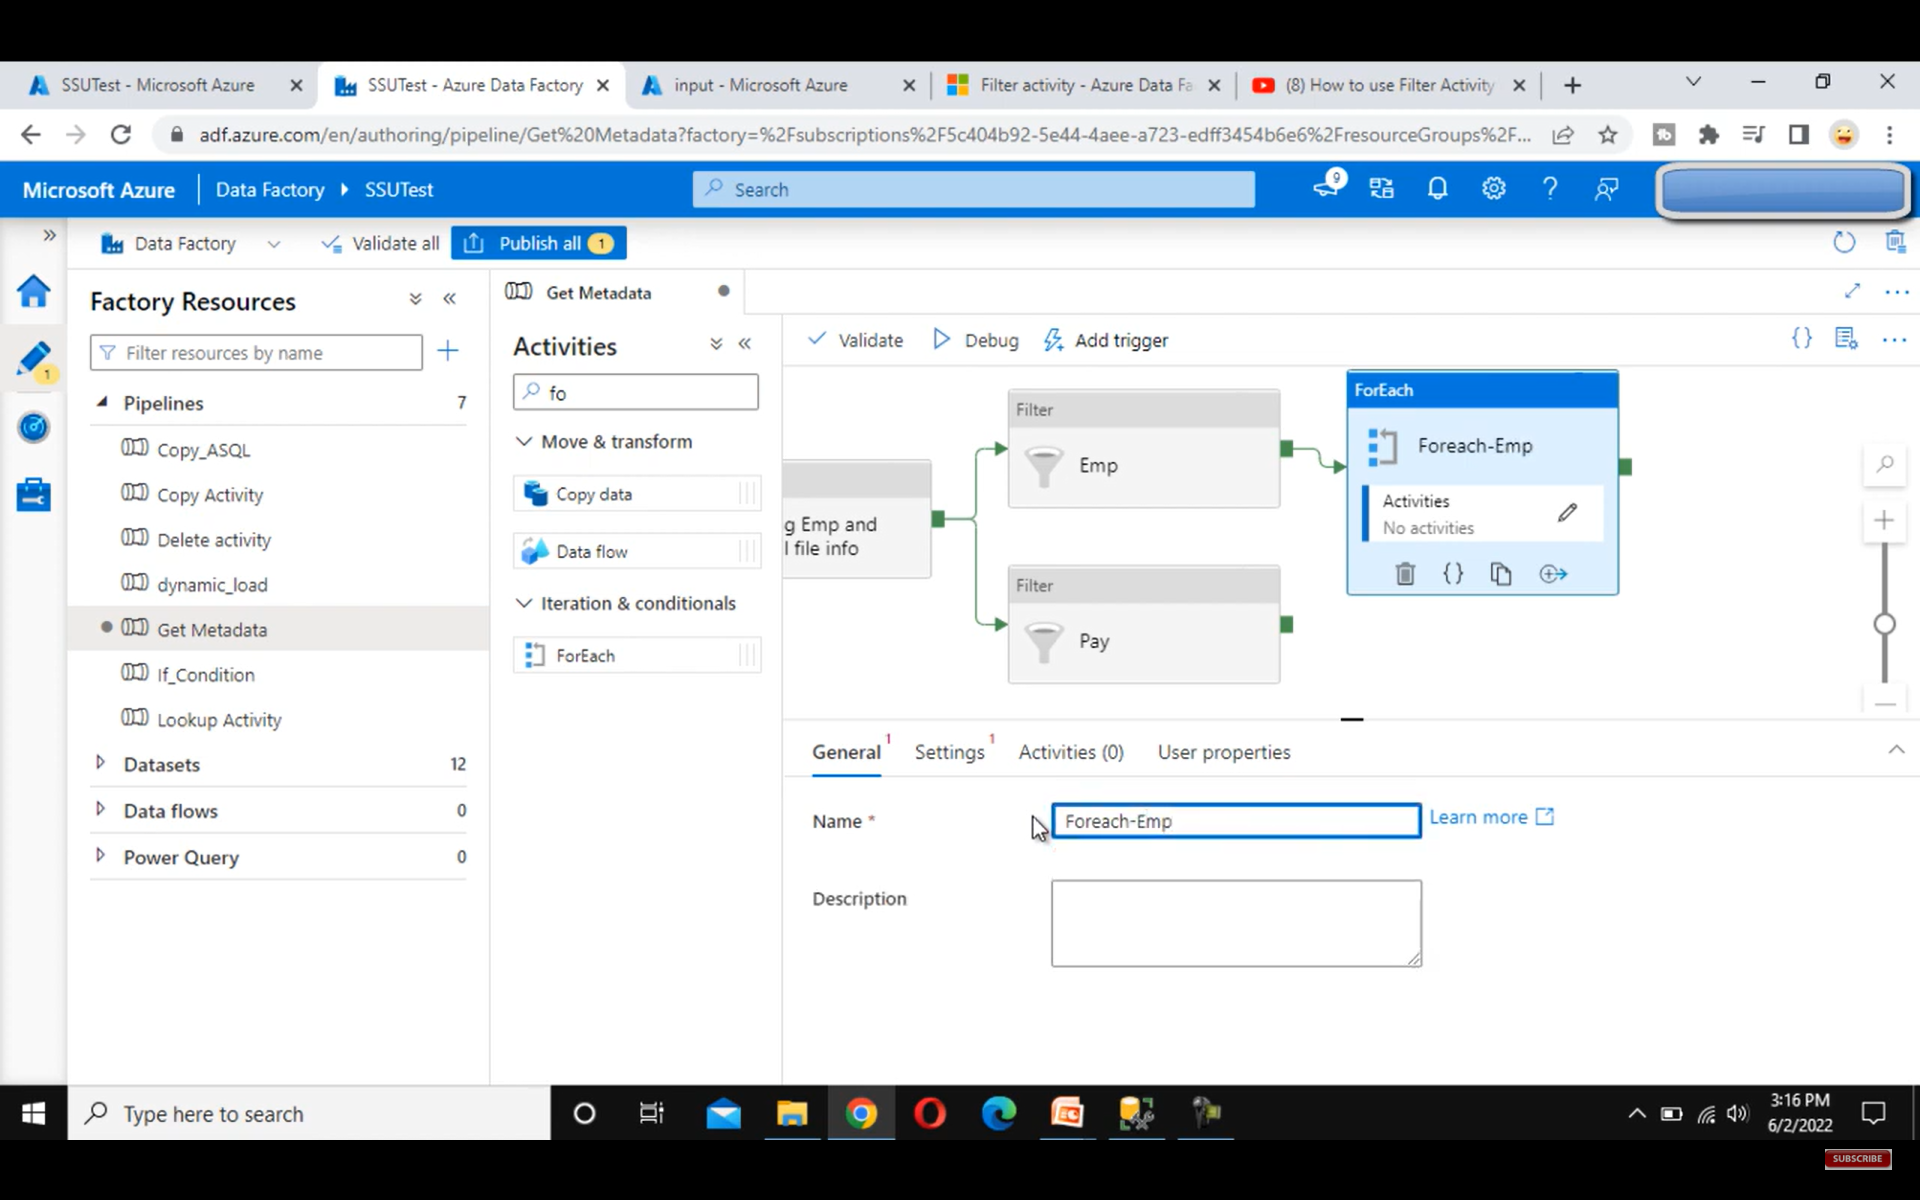 SSUTest - Microsoft Azure
SSUTest - Azure Data Factory
input - Microsoft Azure
Filter activity - Azure Data Fa
(8) How to use Filter Activity
adf.azure.com/en/authoring/pipeline/Get%20Metadata?factory=%2Fsubscriptions%2F5c404b92-5e44-4aee-a723-edff3454b6e6%2FresourceGroups%2F...
Microsoft Azure
Data Factory
SSUTest
Search
9
Data Factory
Validate all
Publish all 1
Factory Resources
Filter resources by name
1
Pipelines 7
Copy_ASQL
Copy Activity
Delete activity
dynamic_load
Get Metadata
If_Condition
Lookup Activity
Datasets 12
Data flows 0
Power Query 0
Get Metadata
Activities
fo
Move & transform
Copy data
Data flow
Iteration & conditionals
ForEach
Validate
Debug
Add trigger
g Emp and
l file info
Filter
Emp
Filter
Pay
ForEach
Foreach-Emp
Activities
No activities
General 1
Settings 1
Activities (0)
User properties
Name *
Foreach-Emp
Learn more
Description
Type here to search
3:16 PM
6/2/2022
SUBSCRIBE